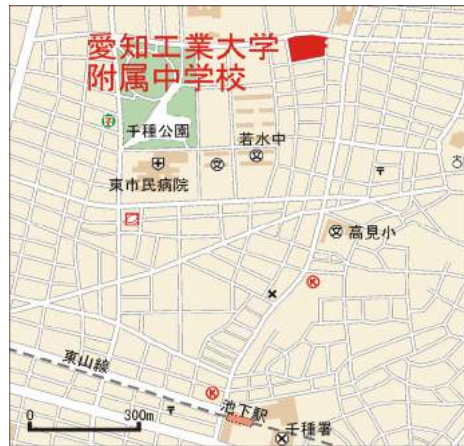 愛知工業大学
附属中学校
千種公園
若水中
東市民病院
高見小
東山線
池下駅
千種署
0
300m